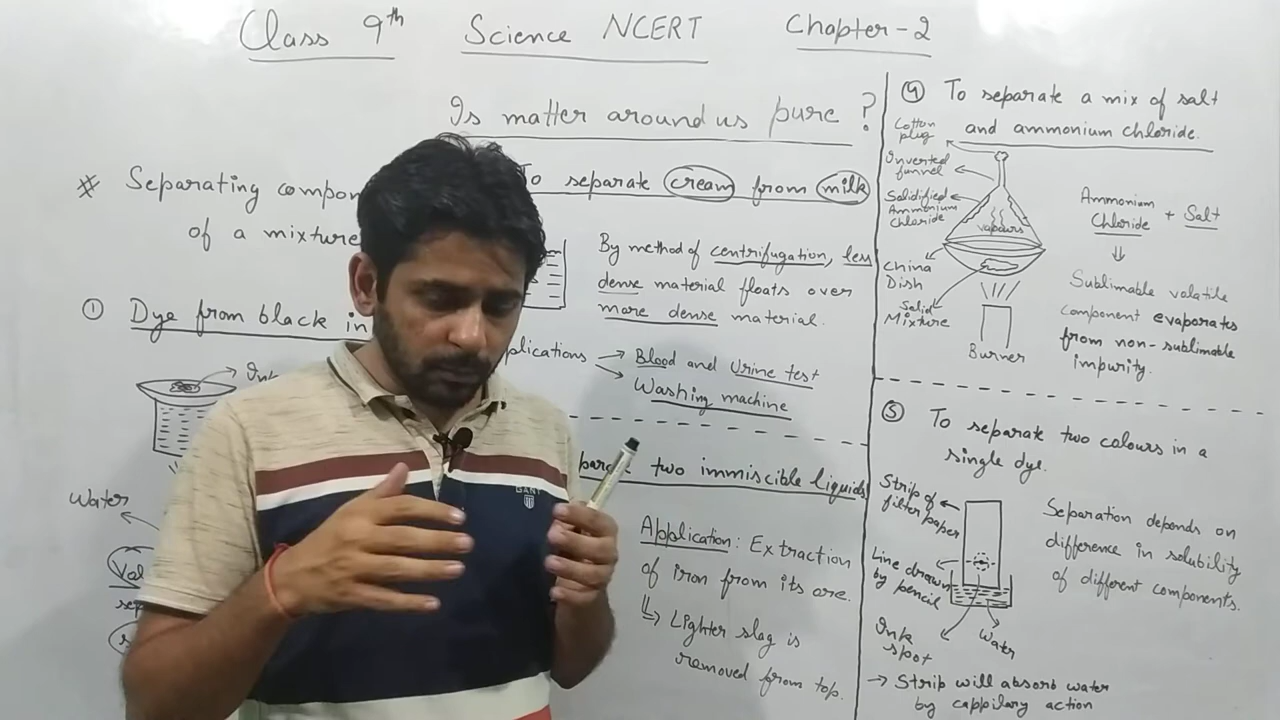 Class 9th Science NCERT Chapter-2
Is matter around us pure ?
* Separating compon
of a mixture
① Dye from black in
Ink
Water
Val
sep
To separate cream from milk
By method of centrifugation, less
dense material floats over
more dense material.
plications → Blood and Urine test
→ Washing machine
parate two immiscible liquids
Application: Extraction
of iron from its ore.
↳ Lighter slag is
removed from top.
④ To separate a mix of salt
and ammonium chloride.
Cotton
plug
Inverted
funnel
Solidified
Ammonium
Chloride
vapours
China
Dish
Solid
Mixture
Burner
Ammonium
Chloride + Salt
⇓
Sublimable volatile
component evaporates
from non-sublimable
impurity.
⑤ To separate two colours in a
single dye.
Strip of
filter paper
Line drawn
by pencil
Ink
spot
Water
Separation depends on
difference in solubility
of different components.
→ Strip will absorb water
by cappilary action
GANT